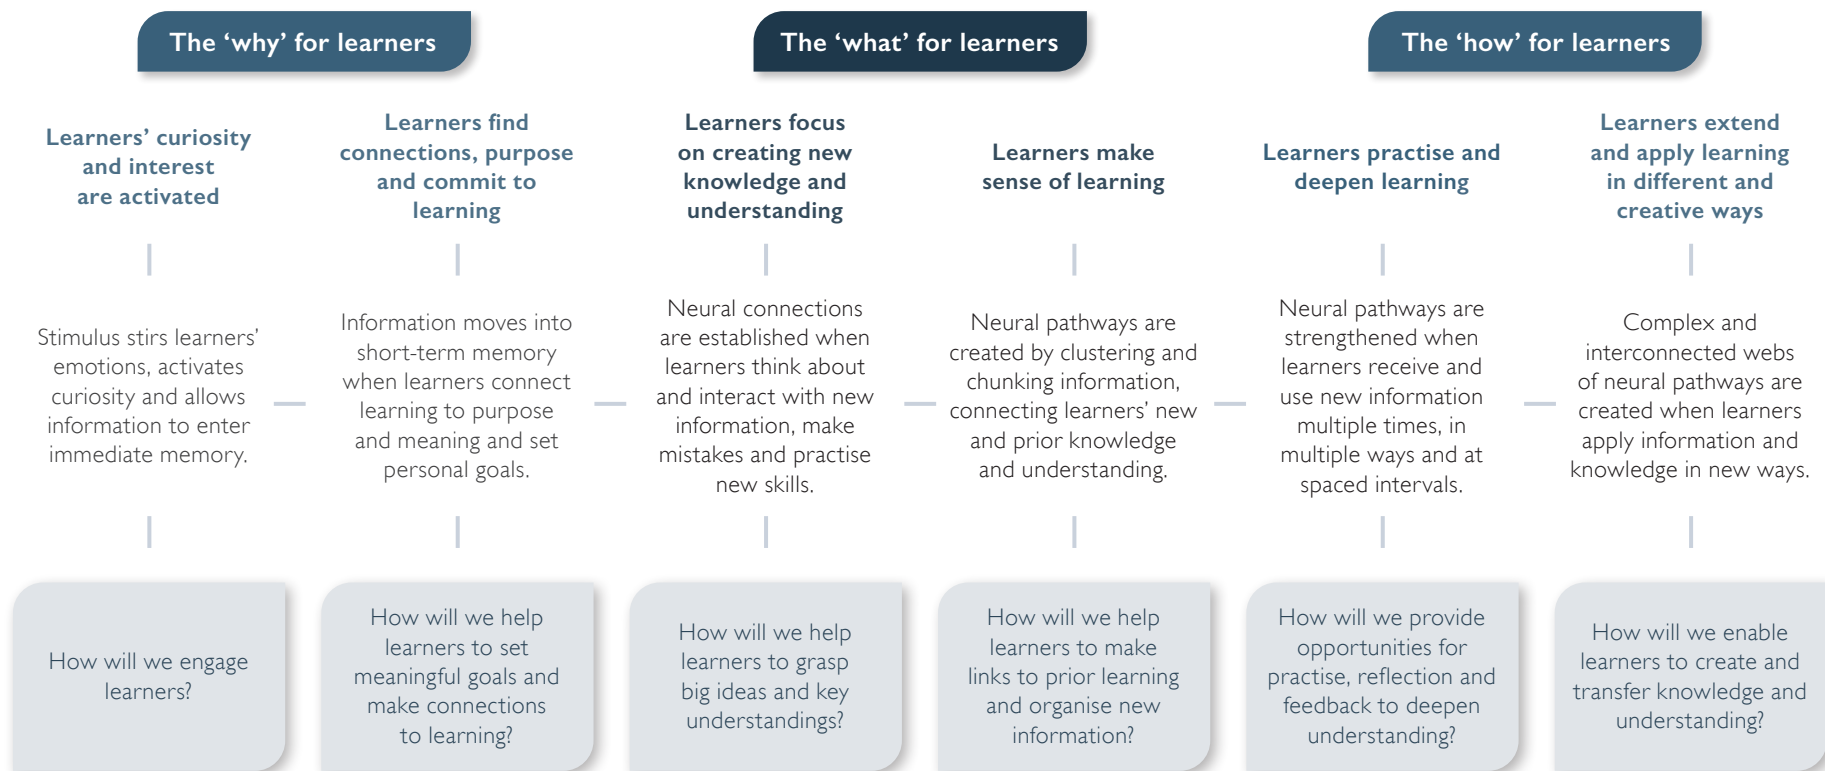 The ‘why’ for learners
The ‘what’ for learners
The ‘how’ for learners
Learners’ curiosity
and interest
are activated
Learners find
connections, purpose
and commit to
learning
Learners focus
on creating new
knowledge and
understanding
Learners make
sense of learning
Learners practise and
deepen learning
Learners extend
and apply learning
in different and
creative ways
Stimulus stirs learners’
emotions, activates
curiosity and allows
information to enter
immediate memory.
Information moves into
short-term memory
when learners connect
learning to purpose
and meaning and set
personal goals.
Neural connections
are established when
learners think about
and interact with new
information, make
mistakes and practise
new skills.
Neural pathways are
created by clustering and
chunking information,
connecting learners’ new
and prior knowledge
and understanding.
Neural pathways are
strengthened when
learners receive and
use new information
multiple times, in
multiple ways and at
spaced intervals.
Complex and
interconnected webs
of neural pathways are
created when learners
apply information and
knowledge in new ways.
How will we engage
learners?
How will we help
learners to set
meaningful goals and
make connections
to learning?
How will we help
learners to grasp
big ideas and key
understandings?
How will we help
learners to make
links to prior learning
and organise new
information?
How will we provide
opportunities for
practise, reflection and
feedback to deepen
understanding?
How will we enable
learners to create and
transfer knowledge and
understanding?